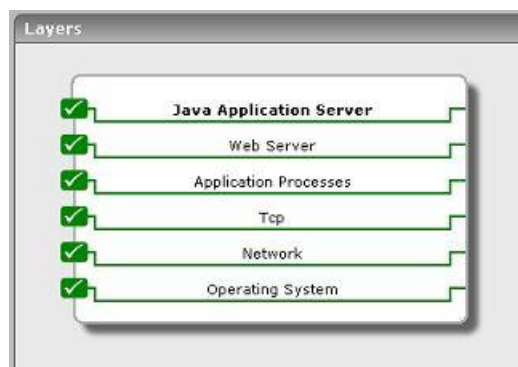 Layers
Java Application Server
Web Server
Application Processes
Tcp
Network
Operating System